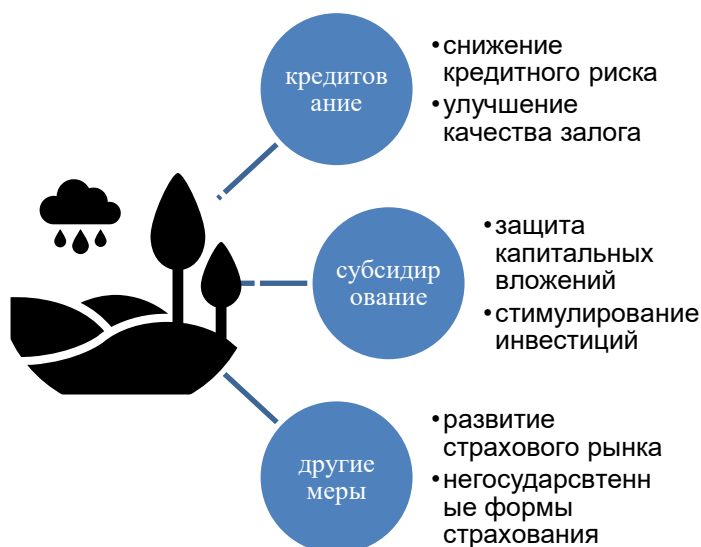 кредитов
ание
•снижение
кредитного риска
•улучшение
качества залога
субсидир
ование
•защита
капитальных
вложений
•стимулирование
инвестиций
другие
меры
•развитие
страхового рынка
•негосударсвтенн
ые формы
страхования